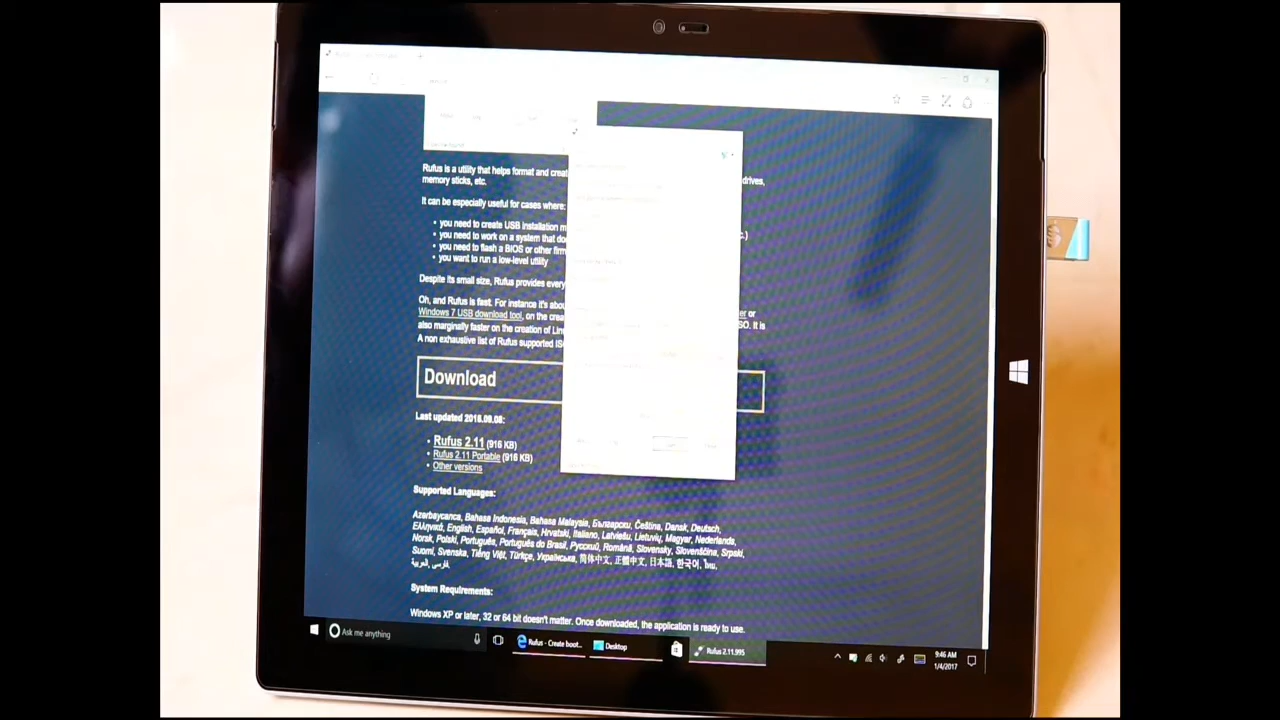 Rufus is a utility that helps format and creat
drives,
memory sticks, etc.
It can be especially useful for cases where:
• you need to create USB installation m
• you need to work on a system that do
• you need to flash a BIOS or other firm
• you want to run a low-level utility
Despite its small size, Rufus provides every
Oh, and Rufus is fast. For instance it's abou
er or
Windows 7 USB download tool, on the crea
SO. It is
also marginally faster on the creation of Lin
A non exhaustive list of Rufus supported IS
Download
Last updated 2016.09.08:
• Rufus 2.11 (916 KB)
• Rufus 2.11 Portable (916 KB)
• Other versions
Supported Languages:
Azərbaycanca, Bahasa Indonesia, Bahasa Malaysia, Български, Čeština, Dansk, Deutsch,
Ελληνικά, English, Español, Français, Hrvatski, Italiano, Latviešu, Lietuvių, Magyar, Nederlands,
Norsk, Polski, Português, Português do Brasil, Русский, Română, Slovensky, Slovenščina, Srpski,
Suomi, Svenska, Tiếng Việt, Türkçe, Українська, 简体中文, 正體中文, 日本語, 한국어, ไทย,
العربية, فارسی.
System Requirements:
Windows XP or later, 32 or 64 bit doesn't matter. Once downloaded, the application is ready to use.
Ask me anything
Rufus - Create boot...
Desktop
Rufus 2.11.995
9:46 AM
1/4/2017